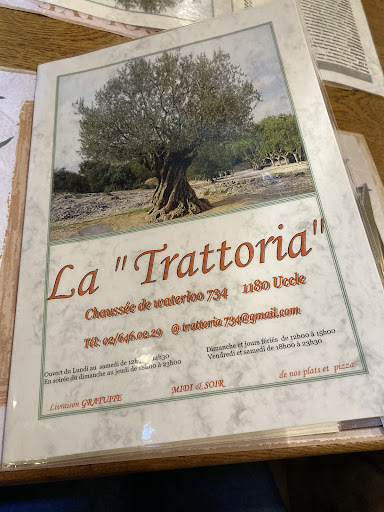 La "Trattoria"
Chaussée de waterloo 734 1180 Uccle
Tél: 02/646.02.29 @ trattoria.734@gmail.com
Ouvert du Lundi au samedi de 12h00 à 14h30
En soirée du dimanche au jeudi de 18h00 à 23h00
Dimanche et jours fériés de 12h00 à 15h00
Vendredi et samedi de 18h00 à 23h30
Livraison GRATUITE MIDI & SOIR de nos plats et pizza